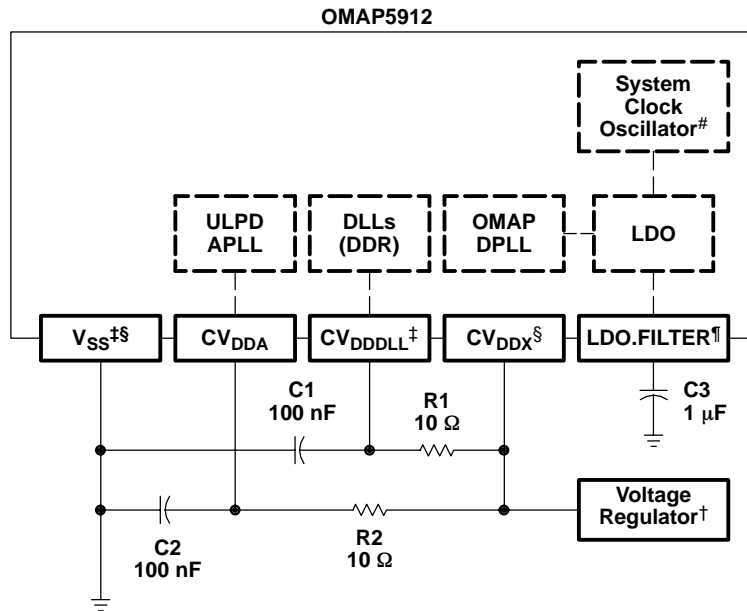 OMAP5912
System
Clock
Oscillator#
ULPD
APLL
DLLs
(DDR)
OMAP
DPLL
LDO
VSS‡§
CVDDA
CVDDDLL‡
CVDDX§
LDO.FILTER¶
C1
100 nF
R1
10 Ω
C3
1 μF
C2
100 nF
R2
10 Ω
Voltage
Regulator†